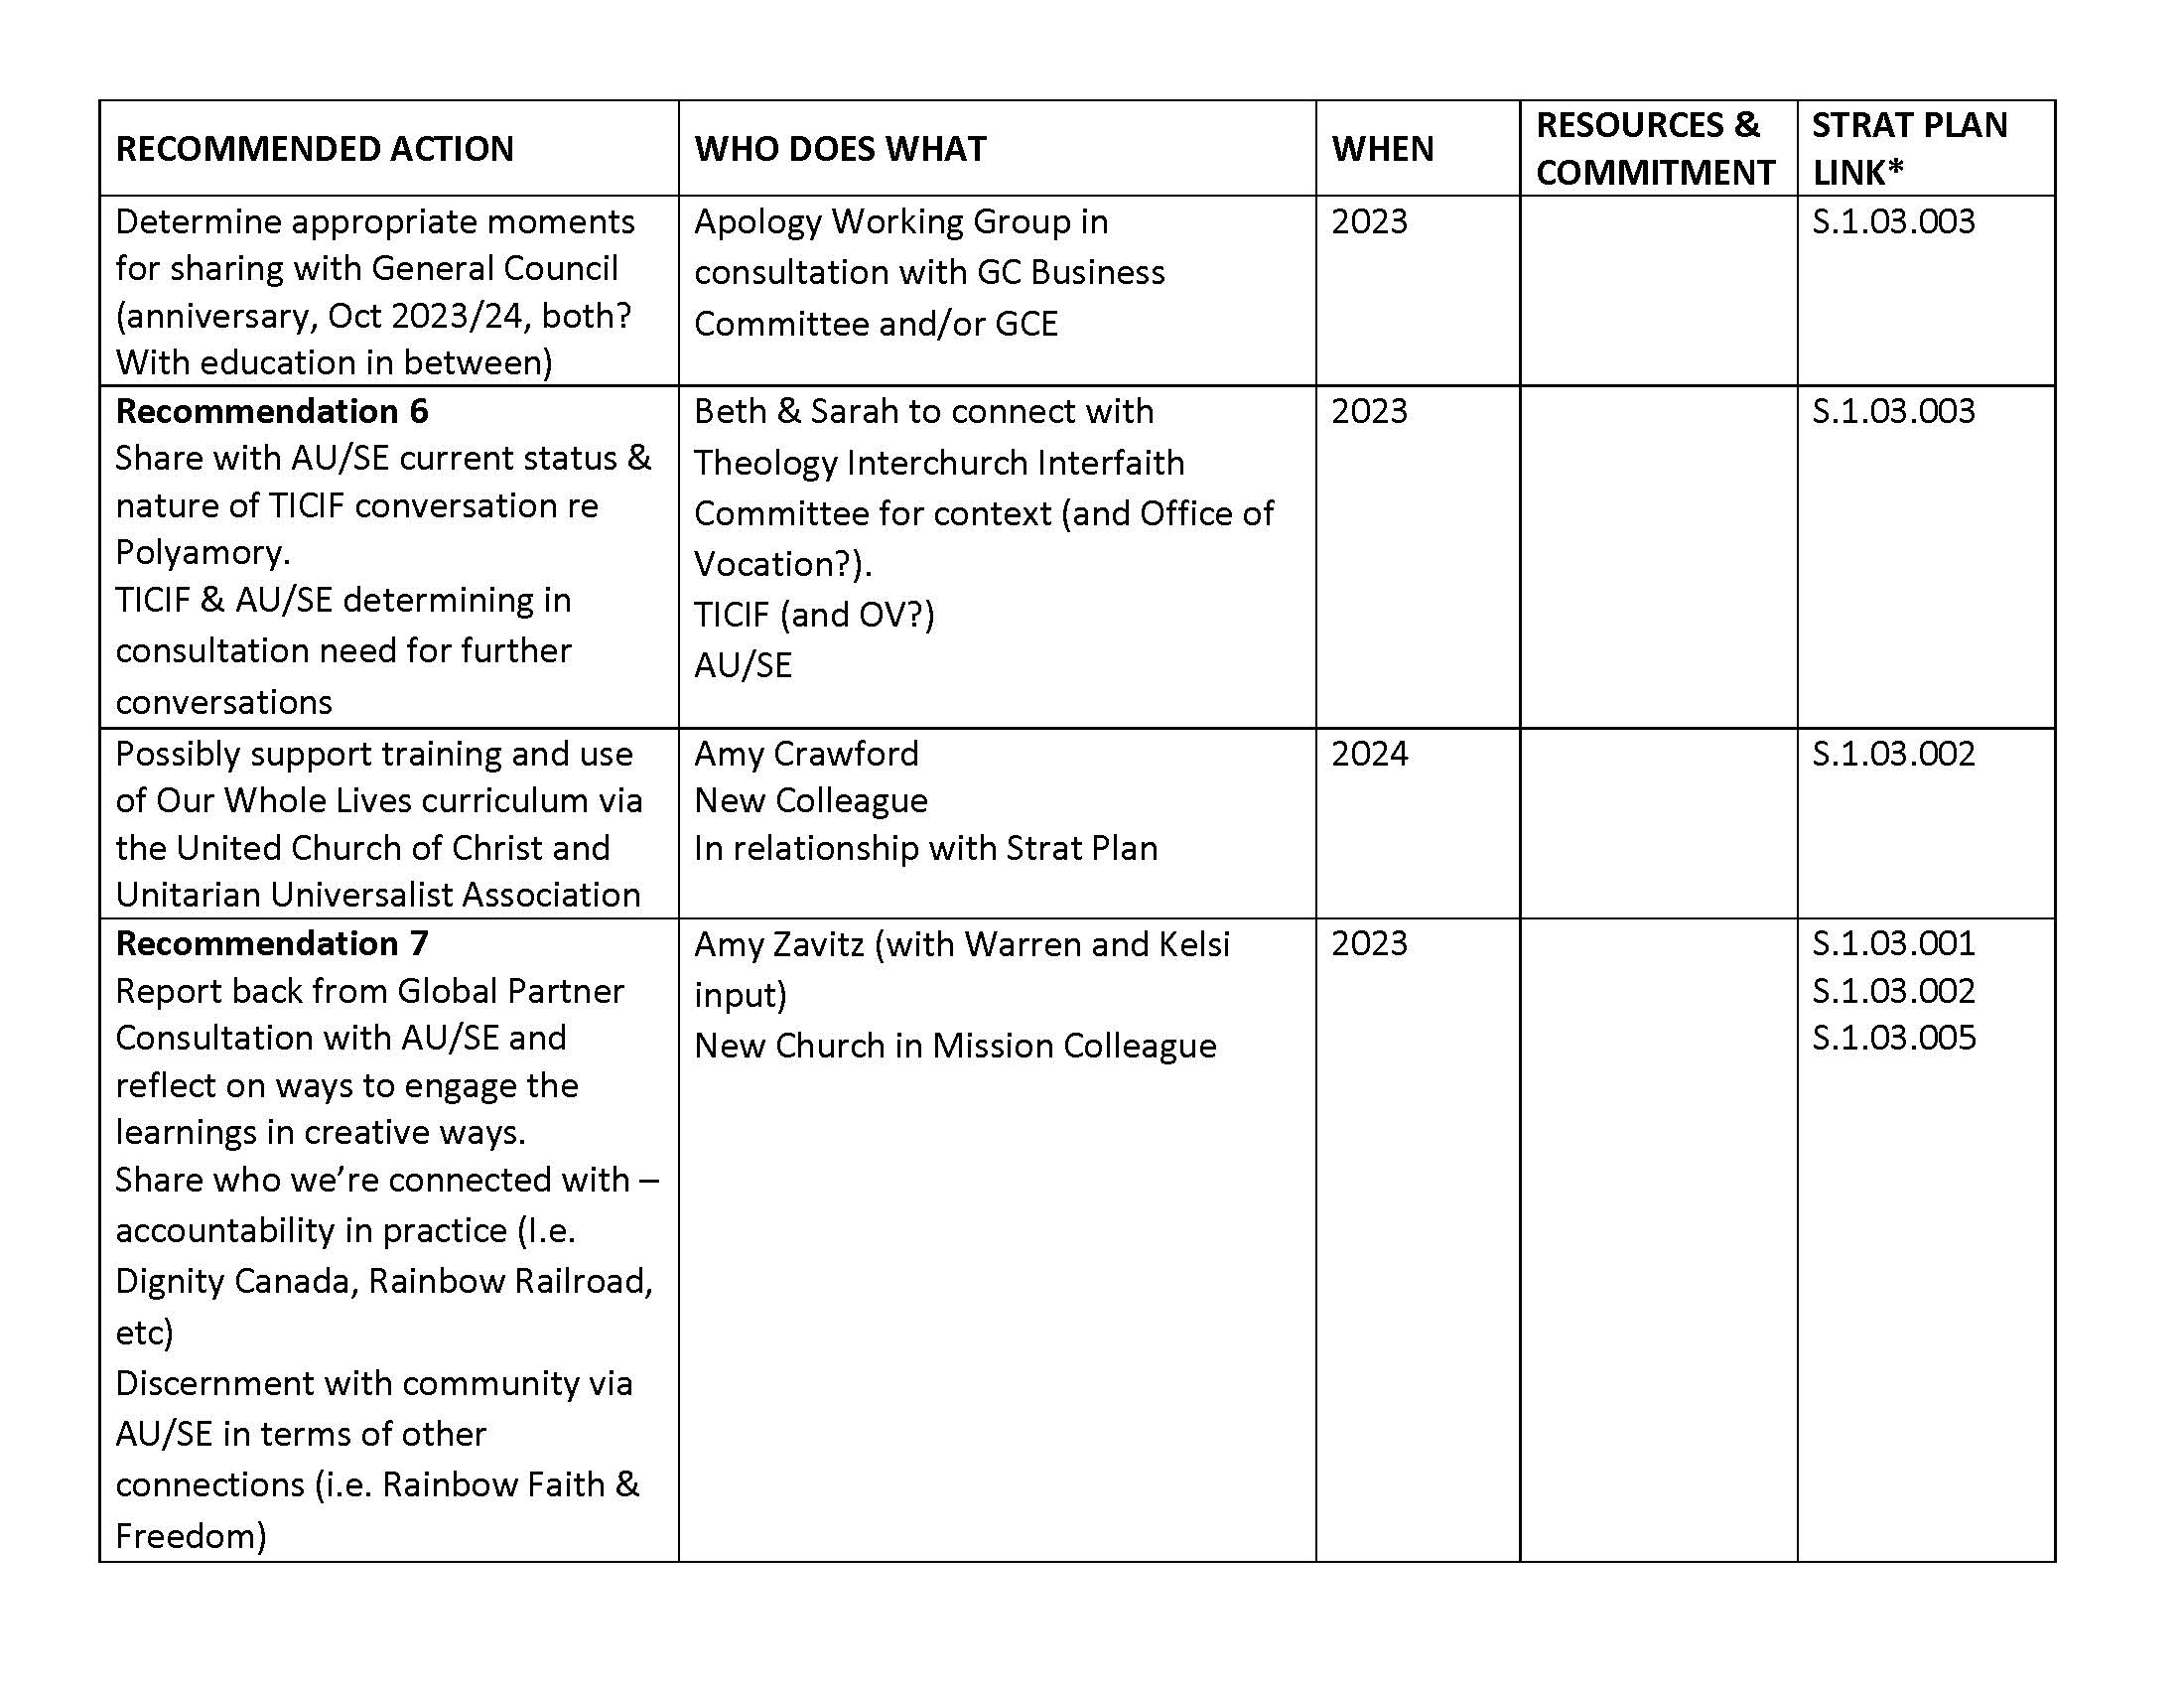 RECOMMENDED ACTION
WHO DOES WHAT
WHEN
RESOURCES &
COMMITMENT
STRAT PLAN
LINK*
Determine appropriate moments
for sharing with General Council
(anniversary, Oct 2023/24, both?
With education in between)
Apology Working Group in
consultation with GC Business
Committee and/or GCE
2023
S.1.03.003
Recommendation 6
Share with AU/SE current status &
nature of TICIF conversation re
Polyamory.
TICIF & AU/SE determining in
consultation need for further
conversations
Beth & Sarah to connect with
Theology Interchurch Interfaith
Committee for context (and Office of
Vocation?).
TICIF (and OV?)
AU/SE
2023
S.1.03.003
Possibly support training and use
of Our Whole Lives curriculum via
the United Church of Christ and
Unitarian Universalist Association
Amy Crawford
New Colleague
In relationship with Strat Plan
2024
S.1.03.002
Recommendation 7
Report back from Global Partner
Consultation with AU/SE and
reflect on ways to engage the
learnings in creative ways.
Share who we’re connected with –
accountability in practice (I.e.
Dignity Canada, Rainbow Railroad,
etc)
Discernment with community via
AU/SE in terms of other
connections (i.e. Rainbow Faith &
Freedom)
Amy Zavitz (with Warren and Kelsi
input)
New Church in Mission Colleague
2023
S.1.03.001
S.1.03.002
S.1.03.005